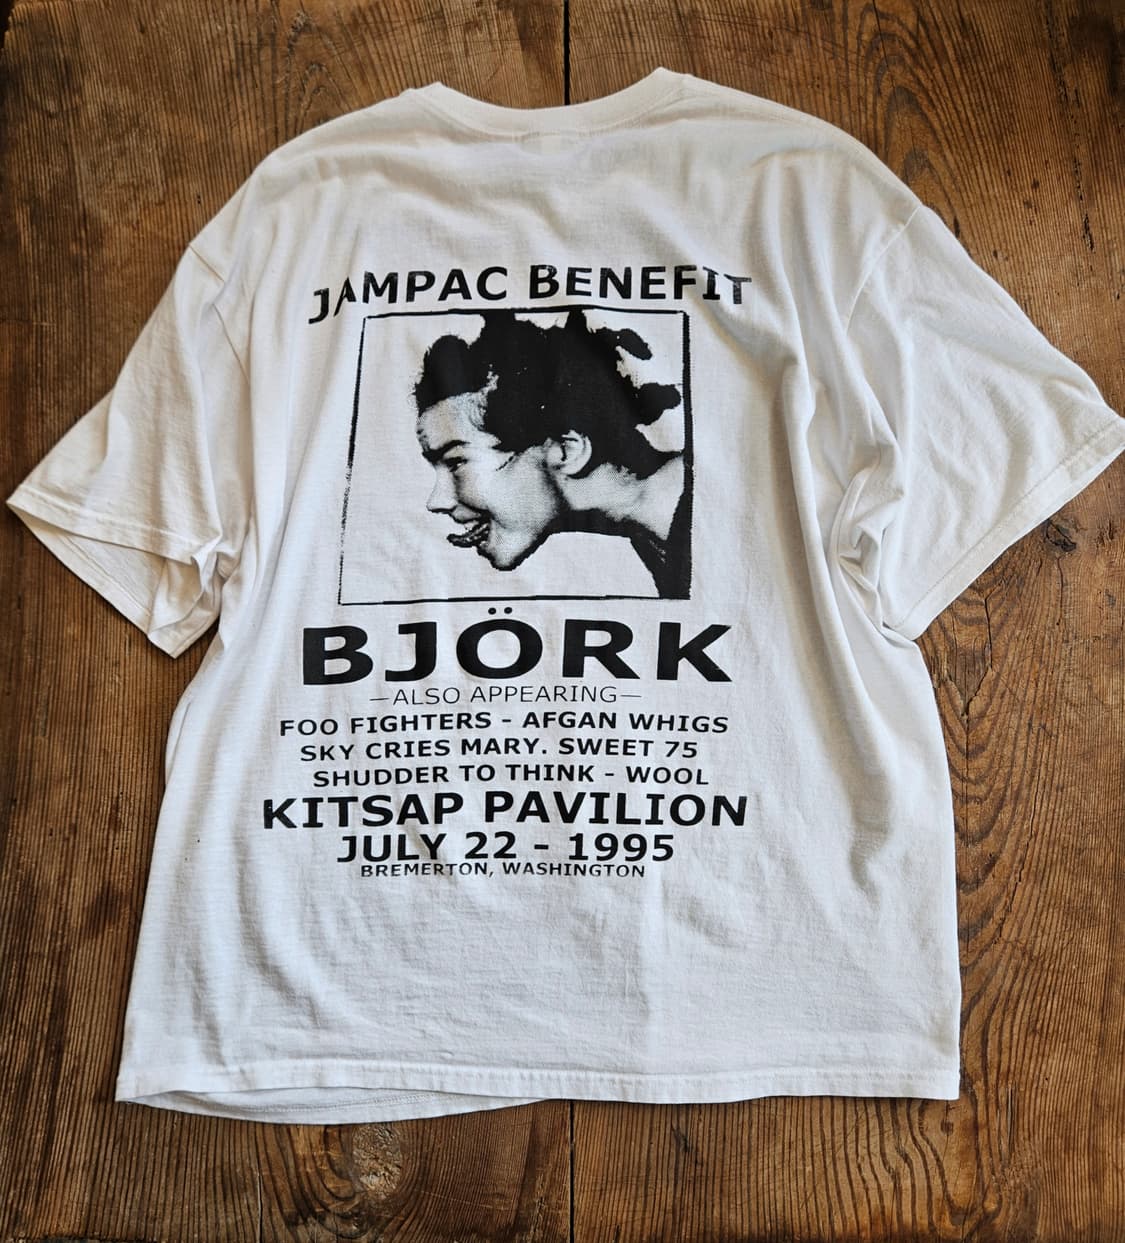 JAMPAC BENEFIT
BJÖRK
—ALSO APPEARING—
FOO FIGHTERS - AFGAN WHIGS
SKY CRIES MARY. SWEET 75
SHUDDER TO THINK - WOOL
KITSAP PAVILION
JULY 22 - 1995
BREMERTON, WASHINGTON